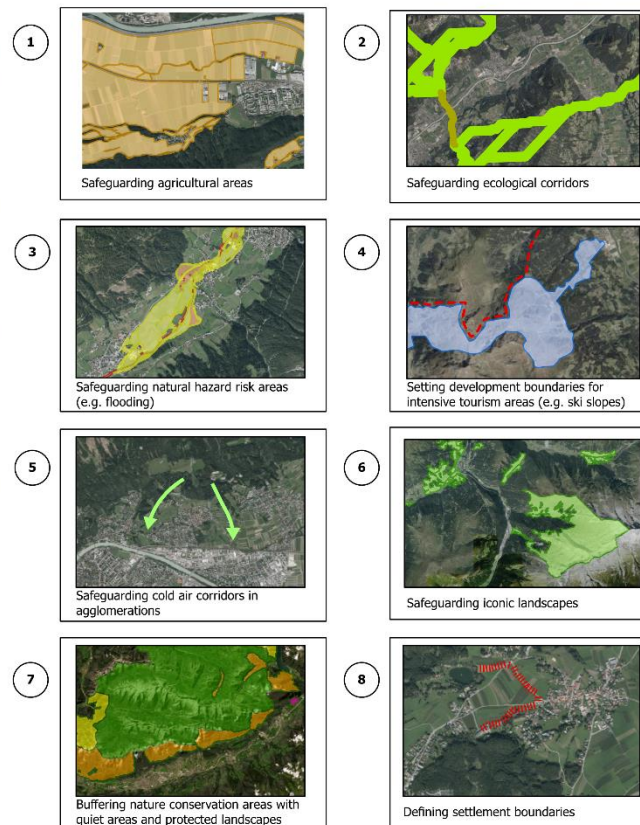 1
Safeguarding agricultural areas
2
Safeguarding ecological corridors
3
Safeguarding natural hazard risk areas
(e.g. flooding)
4
Setting development boundaries for
intensive tourism areas (e.g. ski slopes)
5
Safeguarding cold air corridors in
agglomerations
6
Safeguarding iconic landscapes
7
Buffering nature conservation areas with
quiet areas and protected landscapes
8
Defining settlement boundaries